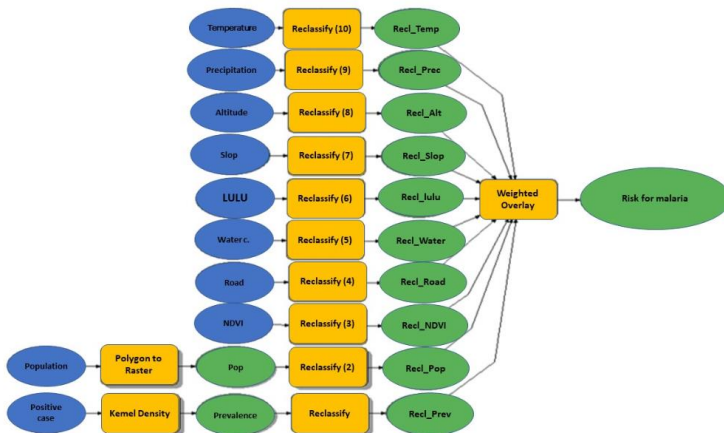 Temperature Reclassify (10) Recl_Temp
Precipitation Reclassify (9) Recl_Prec
Altitude Reclassify (8) Recl_Alt
Slop Reclassify (7) Recl_Slop
LULU Reclassify (6) Recl_lulu
Weighted
Overlay
Risk for malaria
Water c. Reclassify (5) Recl_Water
Road Reclassify (4) Recl_Road
NDVI Reclassify (3) Recl_NDVI
Population
Polygon to
Raster
Pop Reclassify (2) Recl_Pop
Positive
case
Kemel Density Prevalence Reclassify Recl_Prev